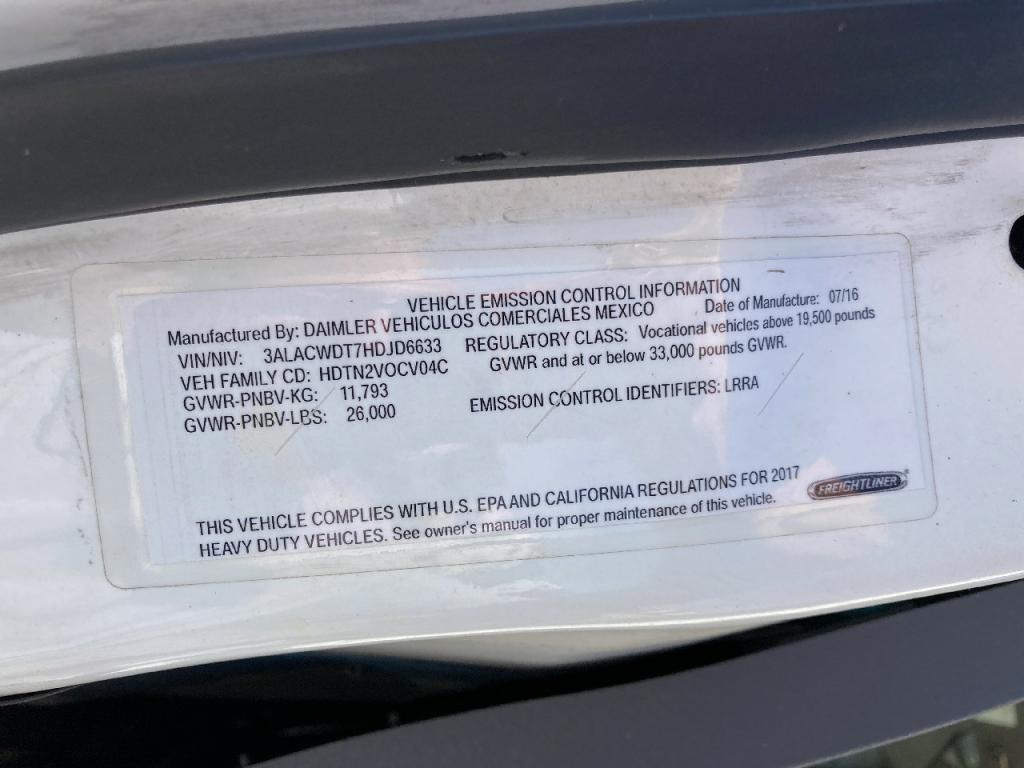 VEHICLE EMISSION CONTROL INFORMATION
Manufactured By: DAIMLER VEHICULOS COMERCIALES MEXICO Date of Manufacture: 07/16
VIN/NIV: 3ALACWDT7HDJD6633 REGULATORY CLASS: Vocational vehicles above 19,500 pounds
VEH FAMILY CD: HDTN2VOCV04C GVWR and at or below 33,000 pounds GVWR.
GVWR-PNBV-KG: 11,793
GVWR-PNBV-LBS: 26,000 EMISSION CONTROL IDENTIFIERS: LRRA
THIS VEHICLE COMPLIES WITH U.S. EPA AND CALIFORNIA REGULATIONS FOR 2017
HEAVY DUTY VEHICLES. See owner's manual for proper maintenance of this vehicle.
FREIGHTLINER